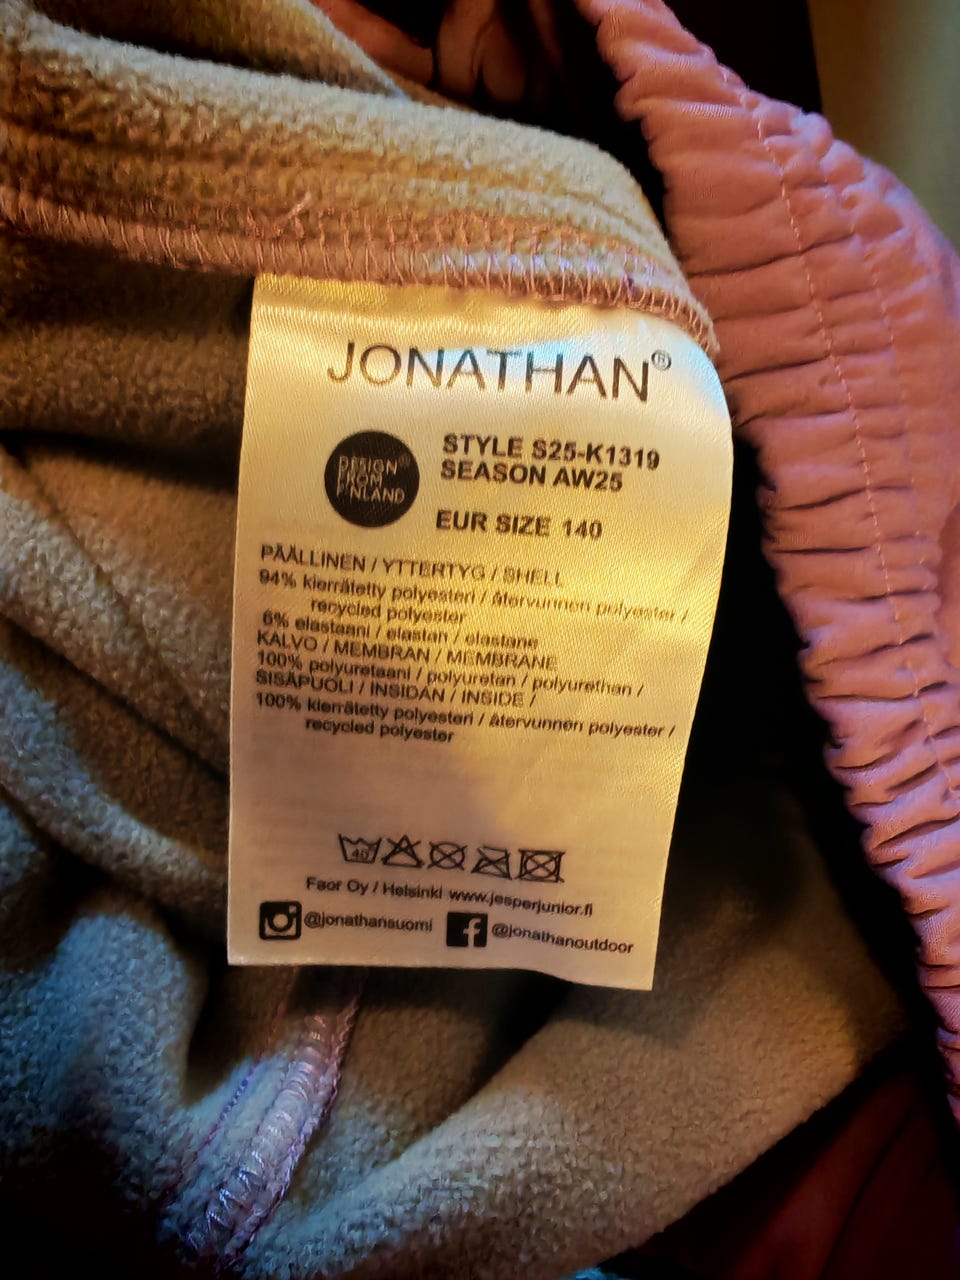 JONATHAN®
DESIGN
FROM
FINLAND
STYLE S25-K1319
SEASON AW25
EUR SIZE 140
PÄÄLLINEN / YTTERTYG / SHELL
94% kierrätetty polyesteri / återvunnen polyester /
recycled polyester
6% elastaani / elastan / elastane
KALVO / MEMBRAN / MEMBRANE
100% polyuretaani / polyuretan / polyurethan /
SISÄPUOLI / INSIDAN / INSIDE /
100% kierrätetty polyesteri / återvunnen polyester /
recycled polyester
40
Faor Oy / Helsinki www.jesperjunior.fi
@jonathansuomi @jonathanoutdoor